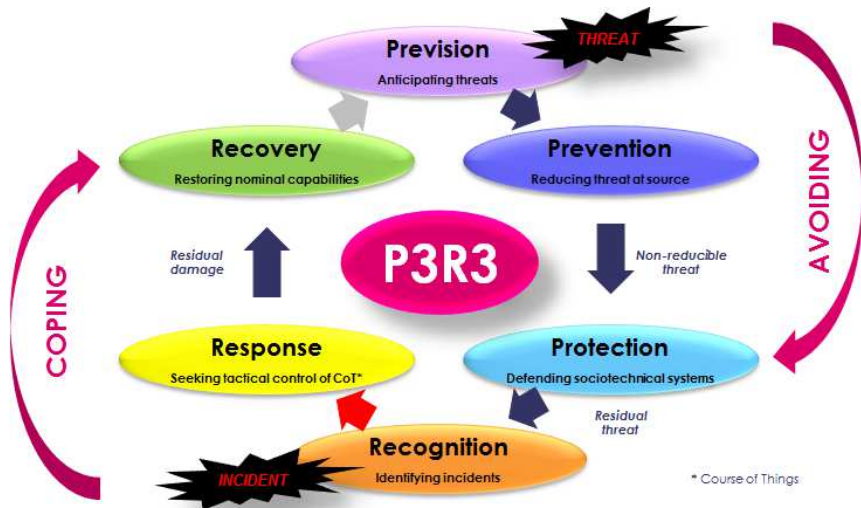 THREAT
Prevision
Anticipating threats
Recovery
Restoring nominal capabilities
Prevention
Reducing threat at source
AVOIDING
P3R3
Residual
damage
Non-reducible
threat
COPING
Response
Seeking tactical control of CoT*
Protection
Defending sociotechnical systems
Residual
threat
Recognition
Identifying incidents
INCIDENT
* Course of Things